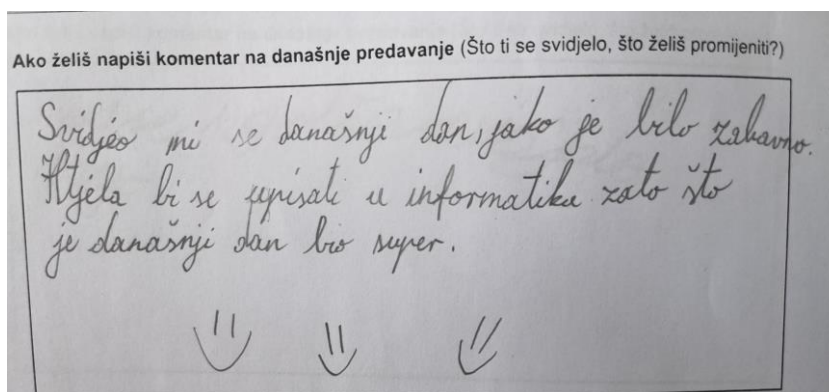 Ako želiš napiši komentar na današnje predavanje (Što ti se svidjelo, što želiš promijeniti?)
Svidjeo mi se današnji dan, jako je bilo zabavno.
Htjela bi se upisati u informatiku zato što
je današnji dan bio super.